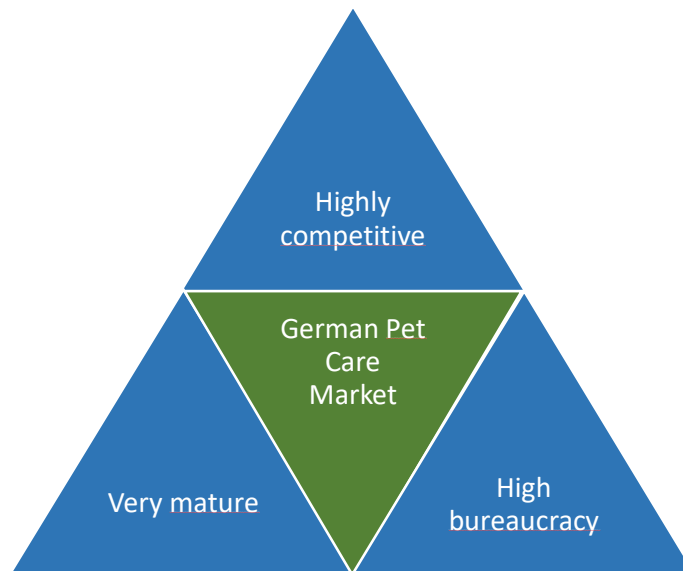 Highly
competitive
German Pet
Care
Market
Very mature
High
bureaucracy